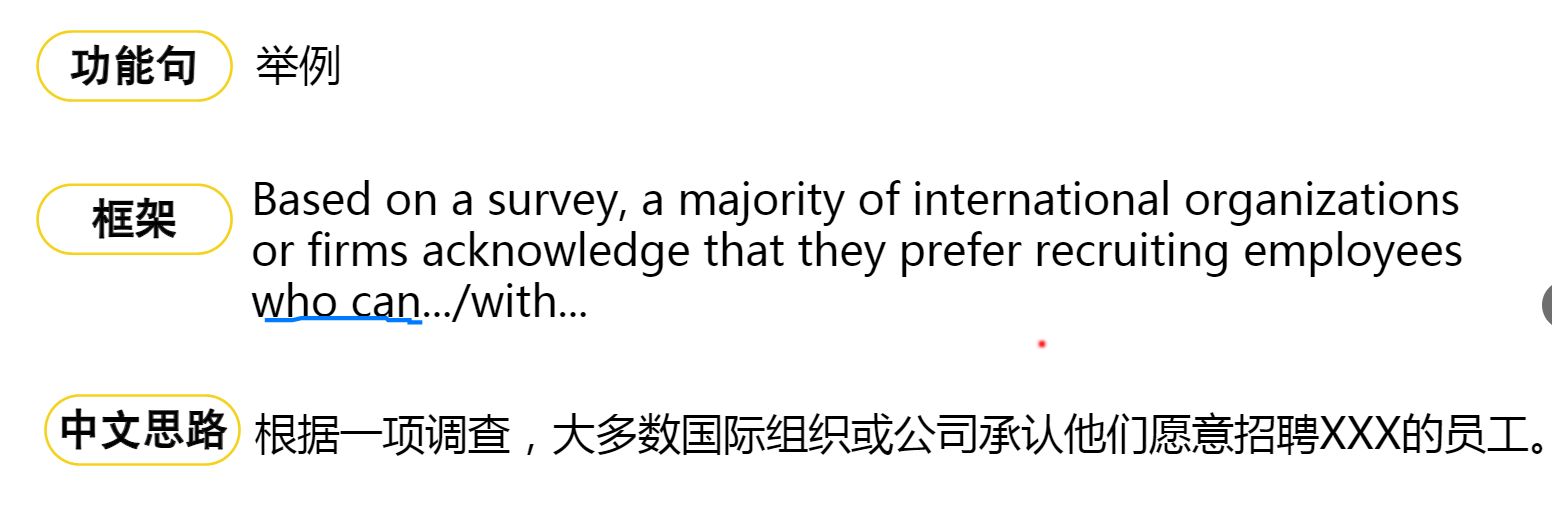 功能句 举例
框架 Based on a survey, a majority of international organizations
or firms acknowledge that they prefer recruiting employees
who can.../with...
中文思路 根据一项调查，大多数国际组织或公司承认他们愿意招聘XXX的员工。